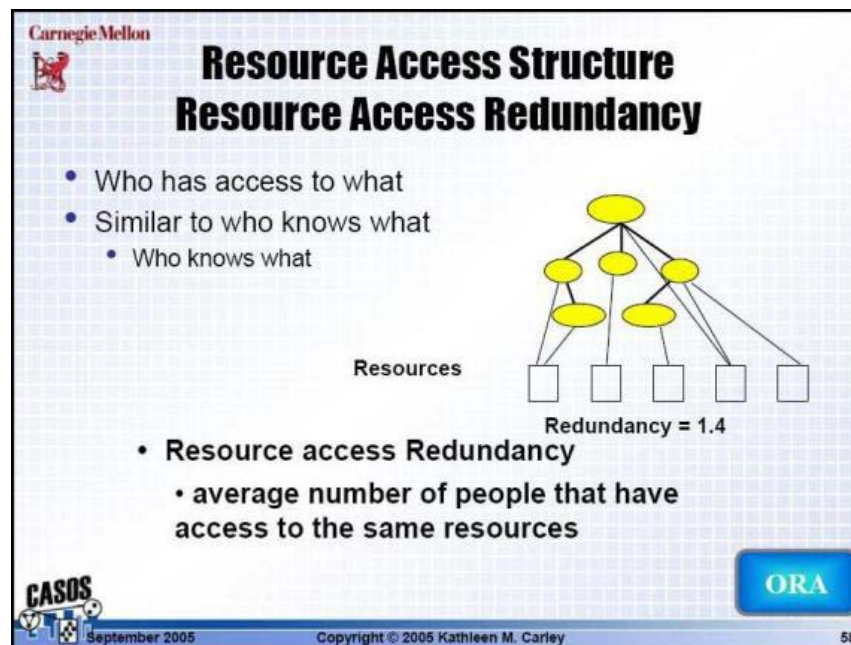 Carnegie Mellon
Resource Access Structure
Resource Access Redundancy
• Who has access to what
• Similar to who knows what
• Who knows what
Resources
Redundancy = 1.4
• Resource access Redundancy
• average number of people that have
access to the same resources
CASOS
ORA
September 2005
Copyright © 2005 Kathleen M. Carley
58